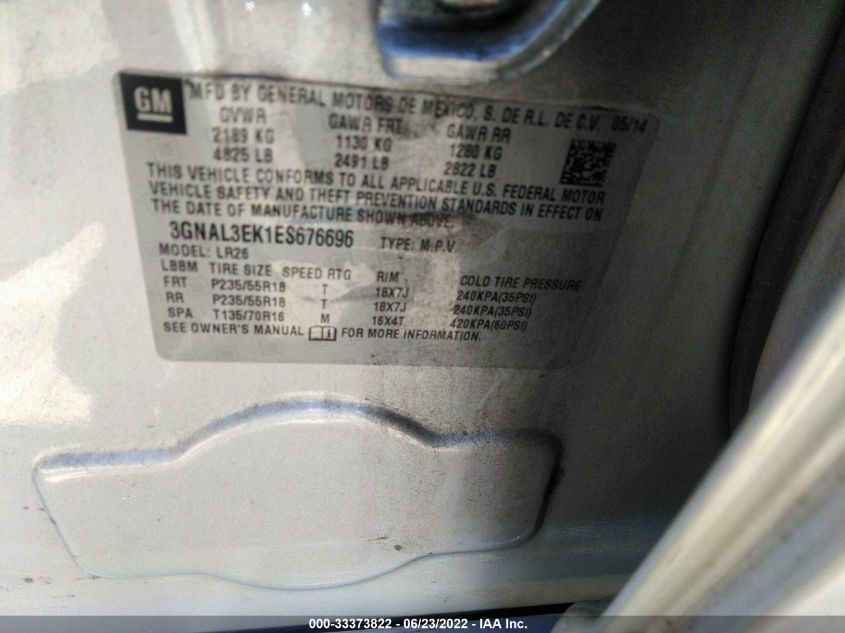 GM
MFD BY GENERAL MOTORS DE MEXICO, S. DE R.L. DE C.V. 05/14
GVWR GAWR FRT GAWR RR
2189 KG 1130 KG 1280 KG
4825 LB 2491 LB 2822 LB
THIS VEHICLE CONFORMS TO ALL APPLICABLE U.S. FEDERAL MOTOR
VEHICLE SAFETY AND THEFT PREVENTION STANDARDS IN EFFECT ON
THE DATE OF MANUFACTURE SHOWN ABOVE.
3GNAL3EK1ES676696 TYPE: M.P.V.
MODEL: LR26
LBBM TIRE SIZE SPEED RTG RIM COLD TIRE PRESSURE
FRT P235/55R18 T 18X7J 240KPA(35PSI)
RR P235/55R18 T 18X7J 240KPA(35PSI)
SPA T135/70R16 M 16X4T 420KPA(60PSI)
SEE OWNER'S MANUAL FOR MORE INFORMATION.
000-33373822 - 06/23/2022 - IAA Inc.